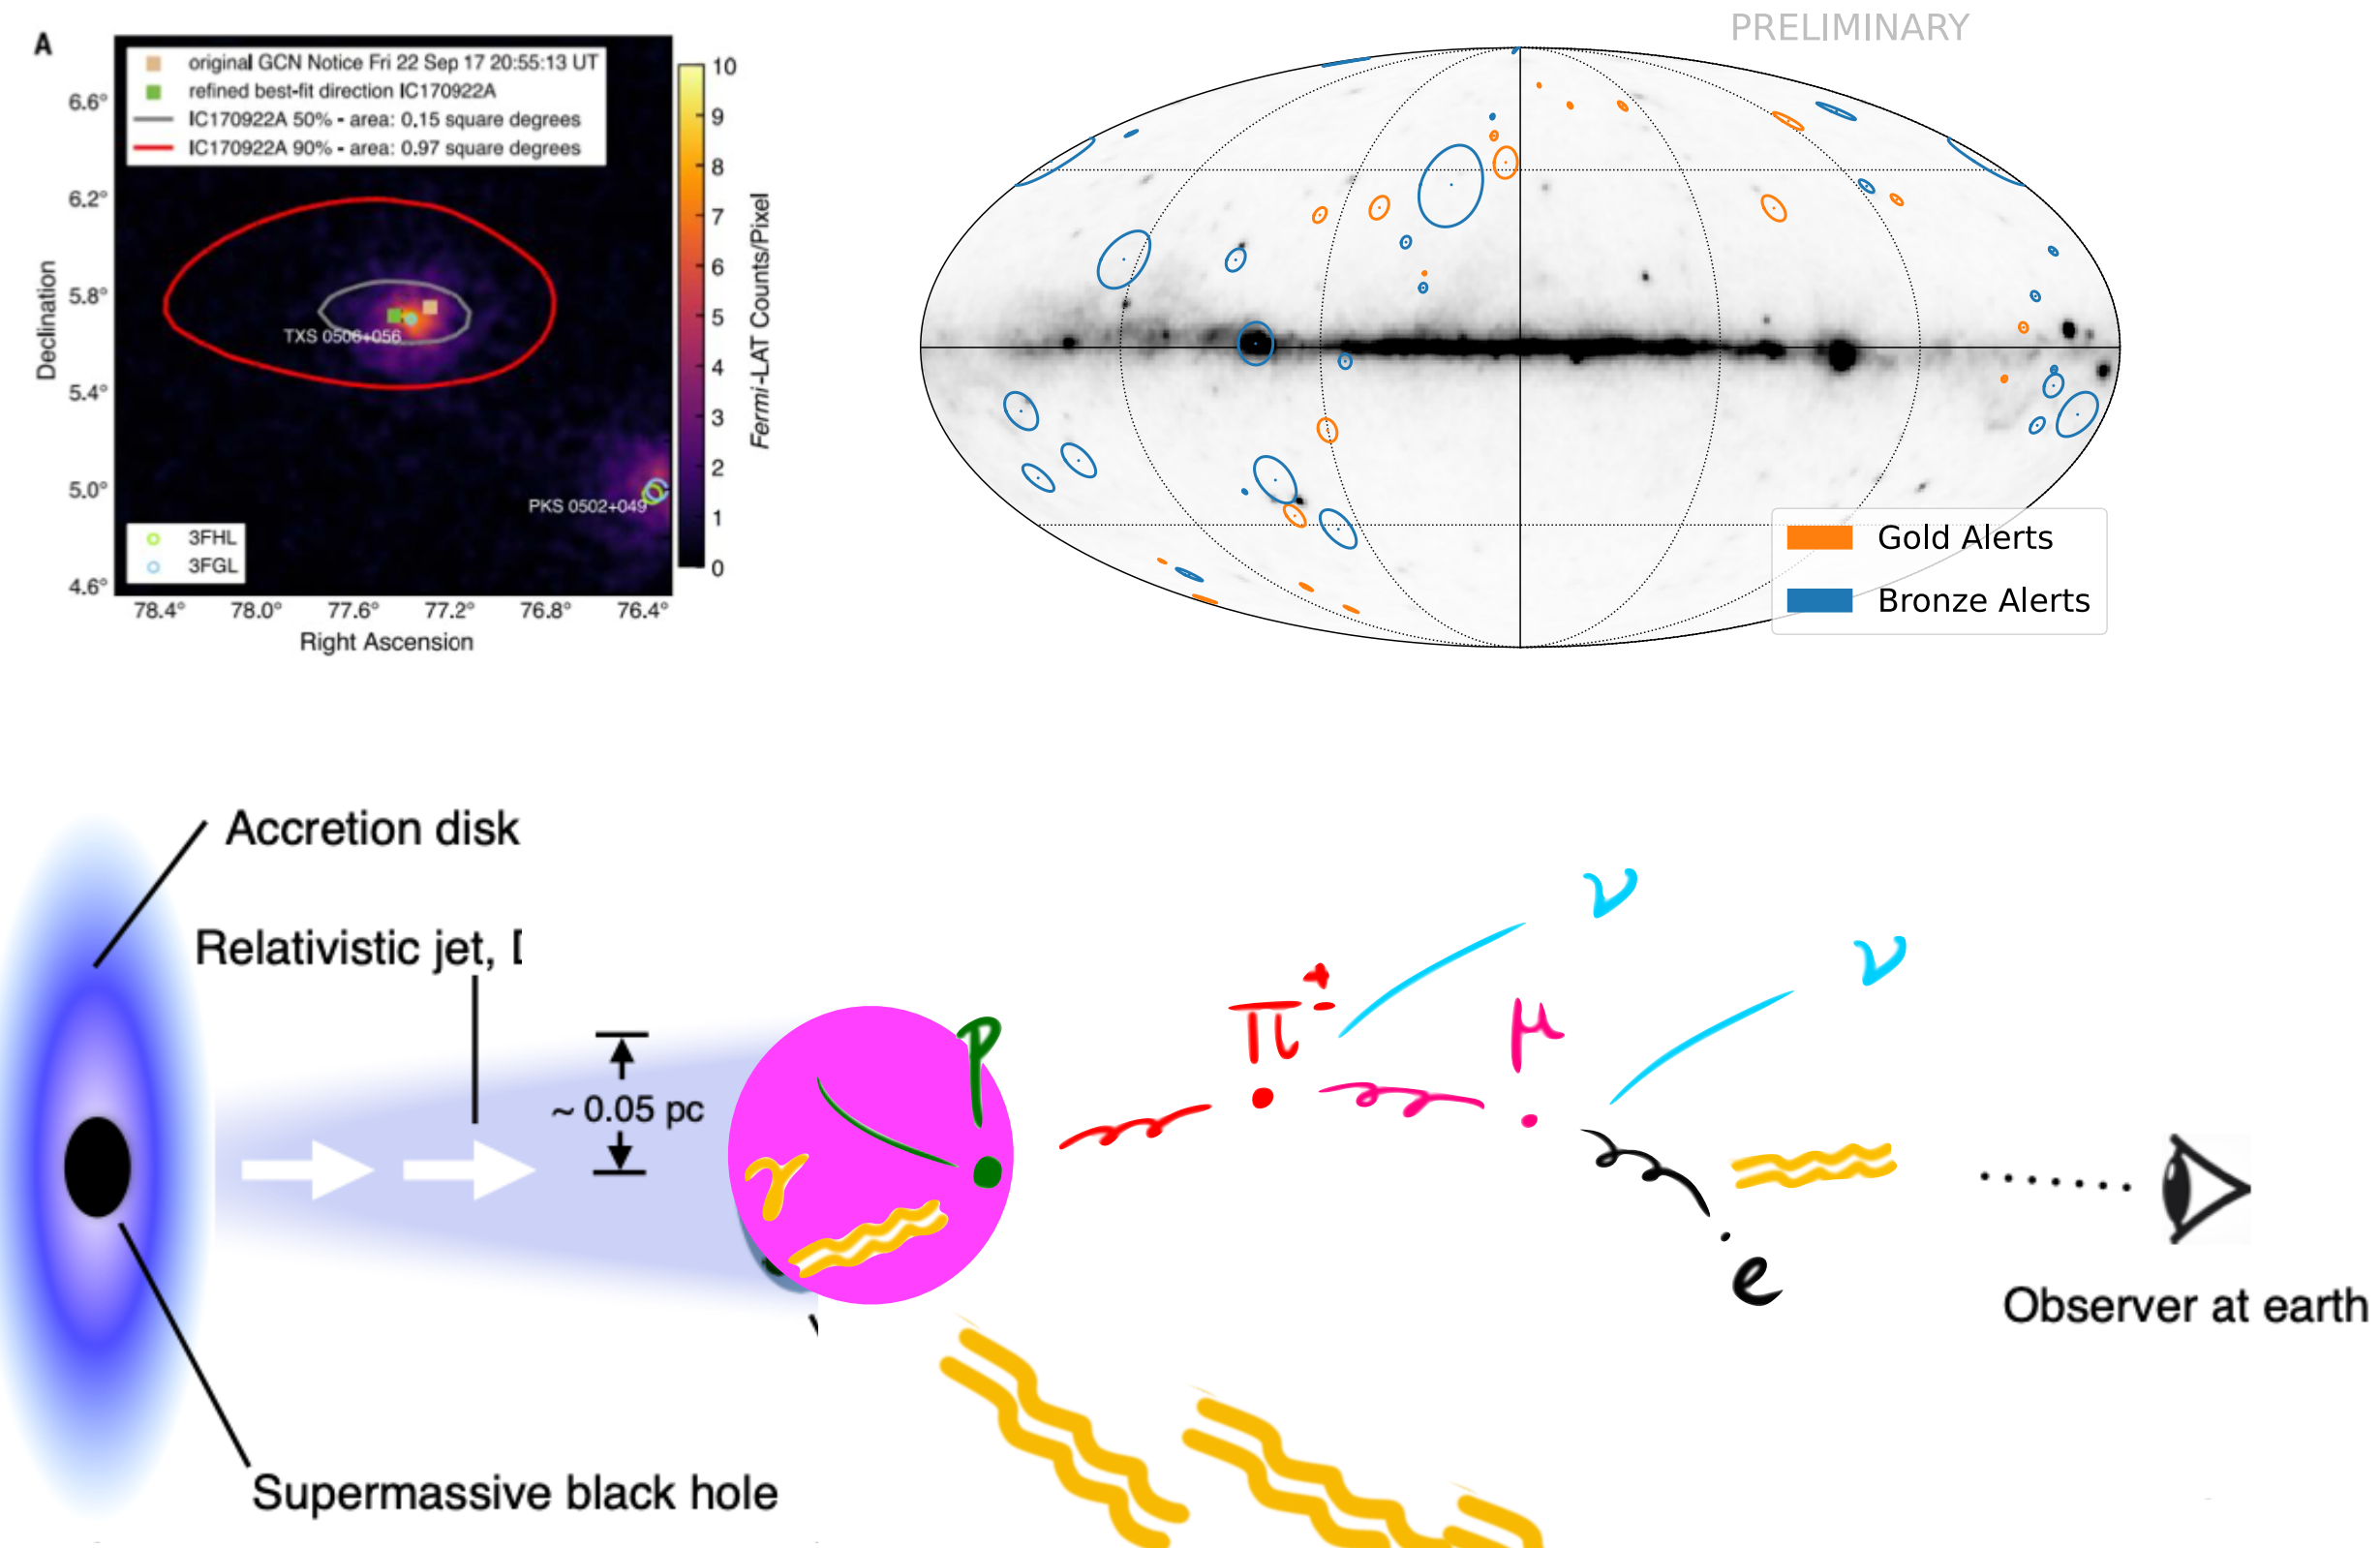 A
original GCN Notice Fri 22 Sep 17 20:55:13 UT
refined best-fit direction IC170922A
IC170922A 50% - area: 0.15 square degrees
IC170922A 90% - area: 0.97 square degrees
6.6°
6.2°
5.8°
5.4°
5.0°
4.6°
Declination
TXS 0506+056
PKS 0502+049
3FHL
3FGL
78.4° 78.0° 77.6° 77.2° 76.8° 76.4°
Right Ascension
10
9
8
7
6
5
4
3
2
1
0
Fermi-LAT Counts/Pixel
PRELIMINARY
Gold Alerts
Bronze Alerts
Accretion disk
Relativistic jet,
~ 0.05 pc
Supermassive black hole
p
γ
π±
ν
μ
ν
e
Observer at earth